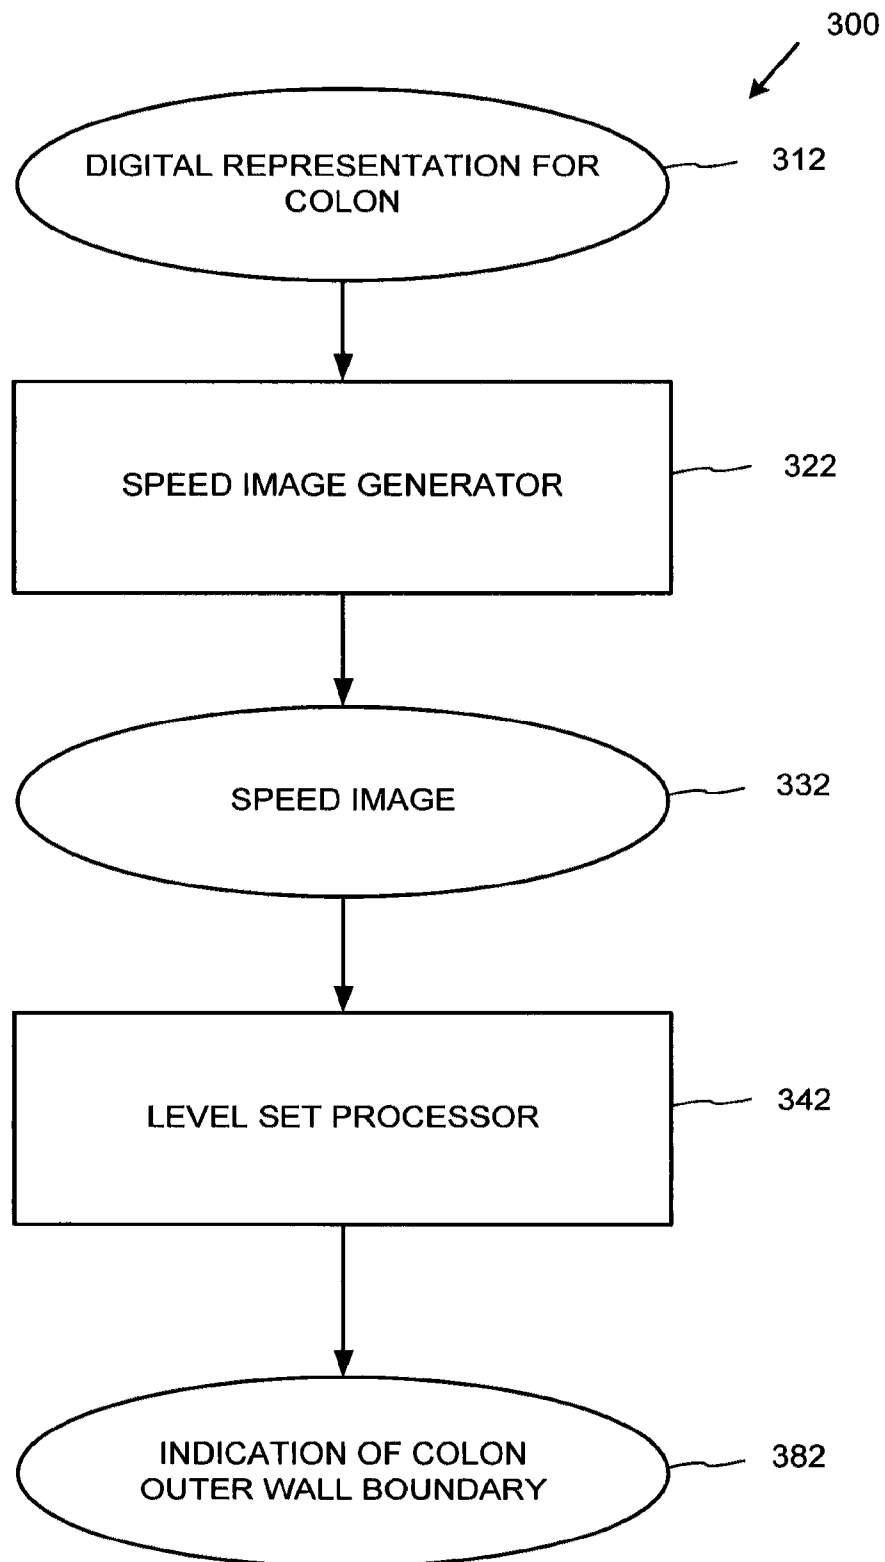 300
DIGITAL REPRESENTATION FOR
COLON
312
SPEED IMAGE GENERATOR
322
SPEED IMAGE
332
LEVEL SET PROCESSOR
342
INDICATION OF COLON
OUTER WALL BOUNDARY
382